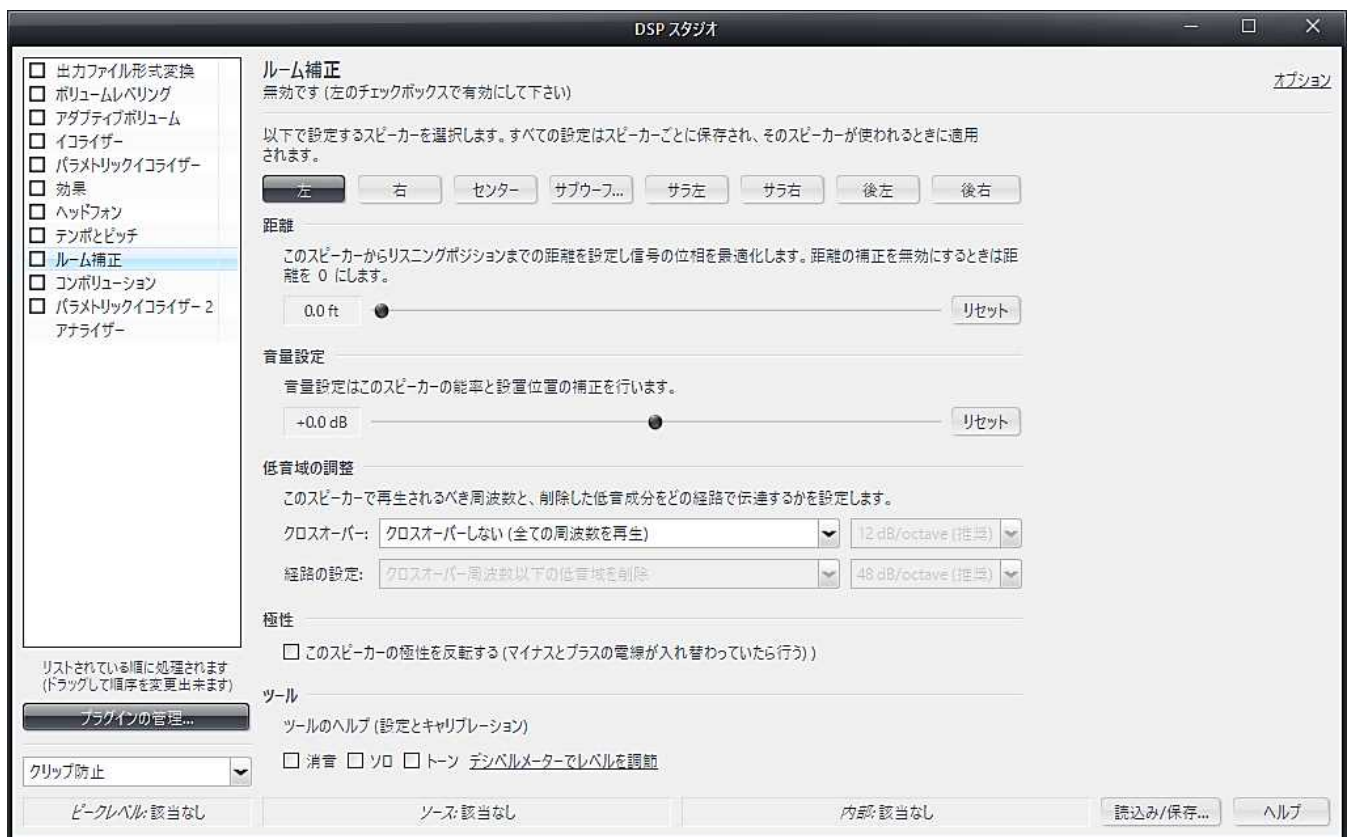 DSP スタジオ
出力ファイル形式変換
ボリュームレベリング
アダプティブボリューム
イコライザー
パラメトリックイコライザー
効果
ヘッドフォン
テンポとピッチ
ルーム補正
コンボリューション
パラメトリックイコライザー 2
アナライザー
リストされている順に処理されます
(ドラッグして順序を変更出来ます)
プラグインの管理...
クリップ防止
ルーム補正
オプション
無効です (左のチェックボックスで有効にして下さい)
以下で設定するスピーカーを選択します。すべての設定はスピーカーごとに保存され、そのスピーカーが使われるときに適用
されます。
左 右 センター サブウーフ... サラ左 サラ右 後左 後右
距離
このスピーカーからリスニングポジションまでの距離を設定し信号の位相を最適化します。距離の補正を無効にするときは距
離を 0 にします。
0.0 ft リセット
音量設定
音量設定はこのスピーカーの能率と設置位置の補正を行います。
+0.0 dB リセット
低音域の調整
このスピーカーで再生されるべき周波数と、削除した低音成分をどの経路で伝達するかを設定します。
クロスオーバー: クロスオーバーしない (全ての周波数を再生) 12 dB/octave (推奨)
経路の設定: クロスオーバー周波数以下の低音域を削除 48 dB/octave (推奨)
極性
このスピーカーの極性を反転する (マイナスとプラスの電線が入れ替わっていたら行う) )
ツール
ツールのヘルプ (設定とキャリブレーション)
消音 ソロ トーン デシベルメーターでレベルを調節
ピークレベル: 該当なし ソース: 該当なし 内部: 該当なし 読込み/保存... ヘルプ